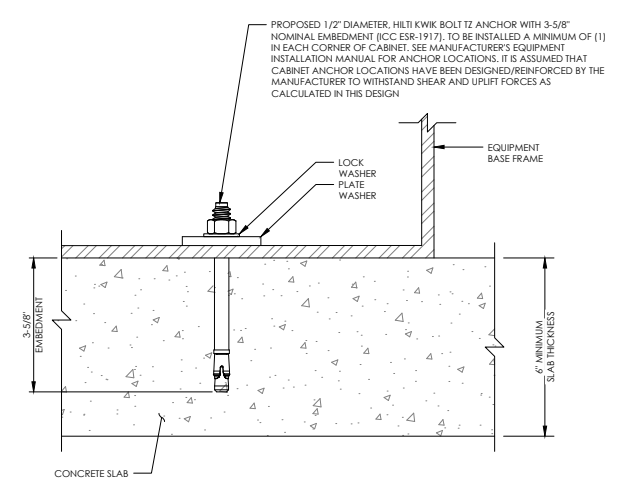 PROPOSED 1/2" DIAMETER, HILTI KWIK BOLT TZ ANCHOR WITH 3-5/8"
NOMINAL EMBEDMENT (ICC ESR-1917). TO BE INSTALLED A MINIMUM OF (1)
IN EACH CORNER OF CABINET. SEE MANUFACTURER'S EQUIPMENT
INSTALLATION MANUAL FOR ANCHOR LOCATIONS. IT IS ASSUMED THAT
CABINET ANCHOR LOCATIONS HAVE BEEN DESIGNED/REINFORCED BY THE
MANUFACTURER TO WITHSTAND SHEAR AND UPLIFT FORCES AS
CALCULATED IN THIS DESIGN
EQUIPMENT
BASE FRAME
LOCK
WASHER
PLATE
WASHER
3-5/8"
EMBEDMENT
6" MINIMUM
SLAB THICKNESS
CONCRETE SLAB